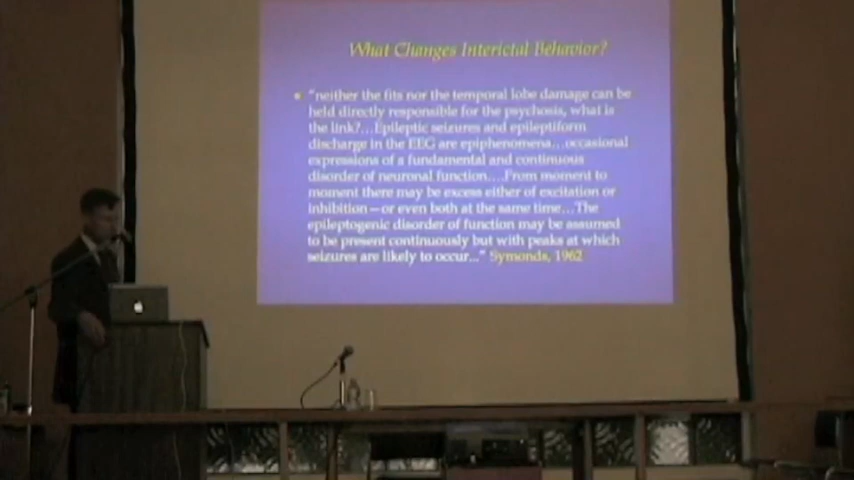 What Changes Interictal Behavior?
"neither the fits nor the temporal lobe damage can be
held directly responsible for the psychosis, what is
the link?…Epileptic seizures and epileptiform
discharge in the EEG are epiphenomena…occasional
expressions of a fundamental and continuous
disorder of neuronal function….From moment to
moment there may be excess either of excitation or
inhibition—or even both at the same time…The
epileptogenic disorder of function may be assumed
to be present continuously but with peaks at which
seizures are likely to occur..." Symonds, 1962